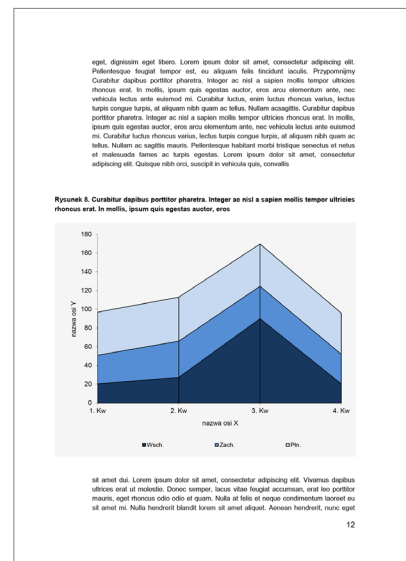 eget, dignissim eget libero. Lorem ipsum dolor sit amet, consectetur adipiscing elit.
Pellentesque feugiat tempor est, eu aliquam felis tincidunt iaculis. Przypomnijmy
Curabitur dapibus porttitor pharetra. Integer ac nisl a sapien mollis tempor ultricies
rhoncus erat. In mollis, ipsum quis egestas auctor, eros arcu elementum ante, nec
vehicula lectus ante euismod mi. Curabitur luctus, enim luctus rhoncus varius, lectus
turpis congue turpis, at aliquam nibh quam ac tellus. Nullam acsagittis. Curabitur dapibus
porttitor pharetra. Integer ac nisl a sapien mollis tempor ultricies rhoncus erat. In mollis,
ipsum quis egestas auctor, eros arcu elementum ante, nec vehicula lectus ante euismod
mi. Curabitur luctus rhoncus varius, lectus turpis congue turpis, at aliquam nibh quam ac
tellus. Nullam ac sagittis mauris. Pellentesque habitant morbi tristique senectus et netus
et malesuada fames ac turpis egestas. Lorem ipsum dolor sit amet, consectetur
adipiscing elit. Quisque nibh orci, suscipit in vehicula quis, convallis
Rysunek 8. Curabitur dapibus porttitor pharetra. Integer ac nisl a sapien mollis tempor ultricies
rhoncus erat. In mollis, ipsum quis egestas auctor, eros
180
160
140
120
100
80
60
40
20
0
nazwa osi Y
1. Kw 2. Kw 3. Kw 4. Kw
nazwa osi X
Wsch. Zach. Płn.
sit amet dui. Lorem ipsum dolor sit amet, consectetur adipiscing elit. Vivamus dapibus
ultrices erat ut molestie. Donec semper, lacus vitae feugiat accumsan, erat leo porttitor
mauris, eget rhoncus odio odio et quam. Nulla at felis et neque condimentum laoreet eu
sit amet mi. Nulla hendrerit blandit lorem sit amet aliquet. Aenean hendrerit, nunc eget
12